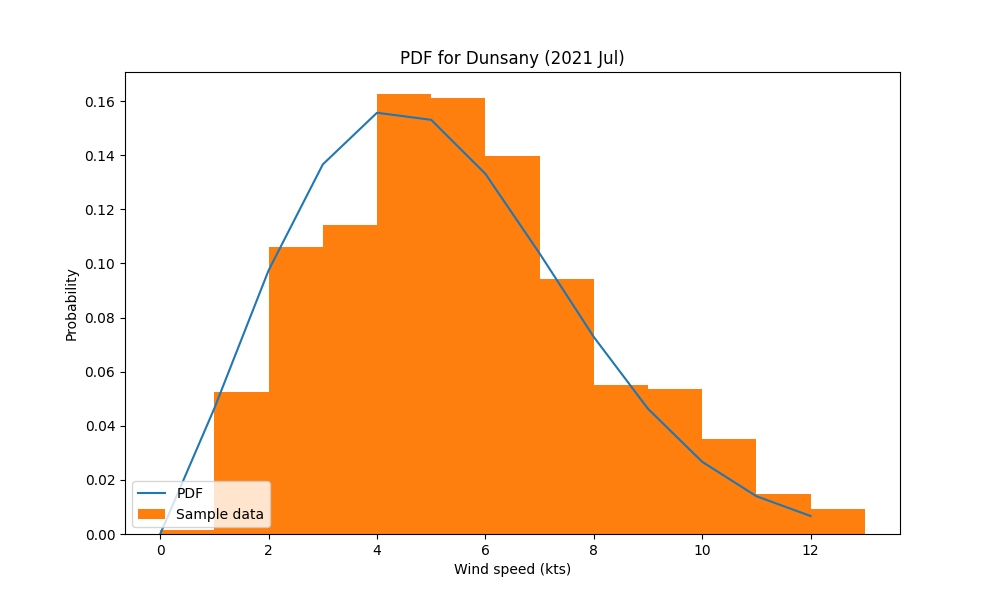 PDF for Dunsany (2021 Jul)
Probability
0.16
0.14
0.12
0.10
0.08
0.06
0.04
0.02
0.00
PDF
Sample data
0 2 4 6 8 10 12
Wind speed (kts)